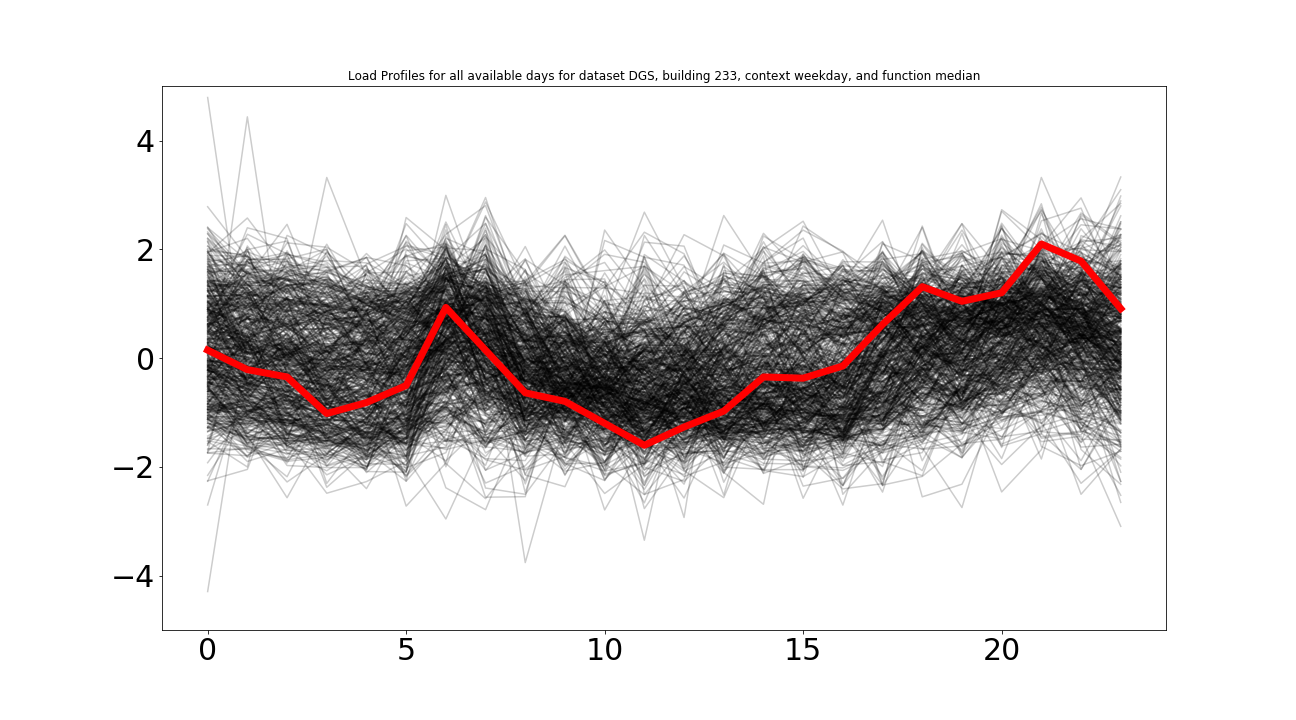 Load Profiles for all available days for dataset DGS, building 233, context weekday, and function median
4
2
0
−2
−4
0 5 10 15 20